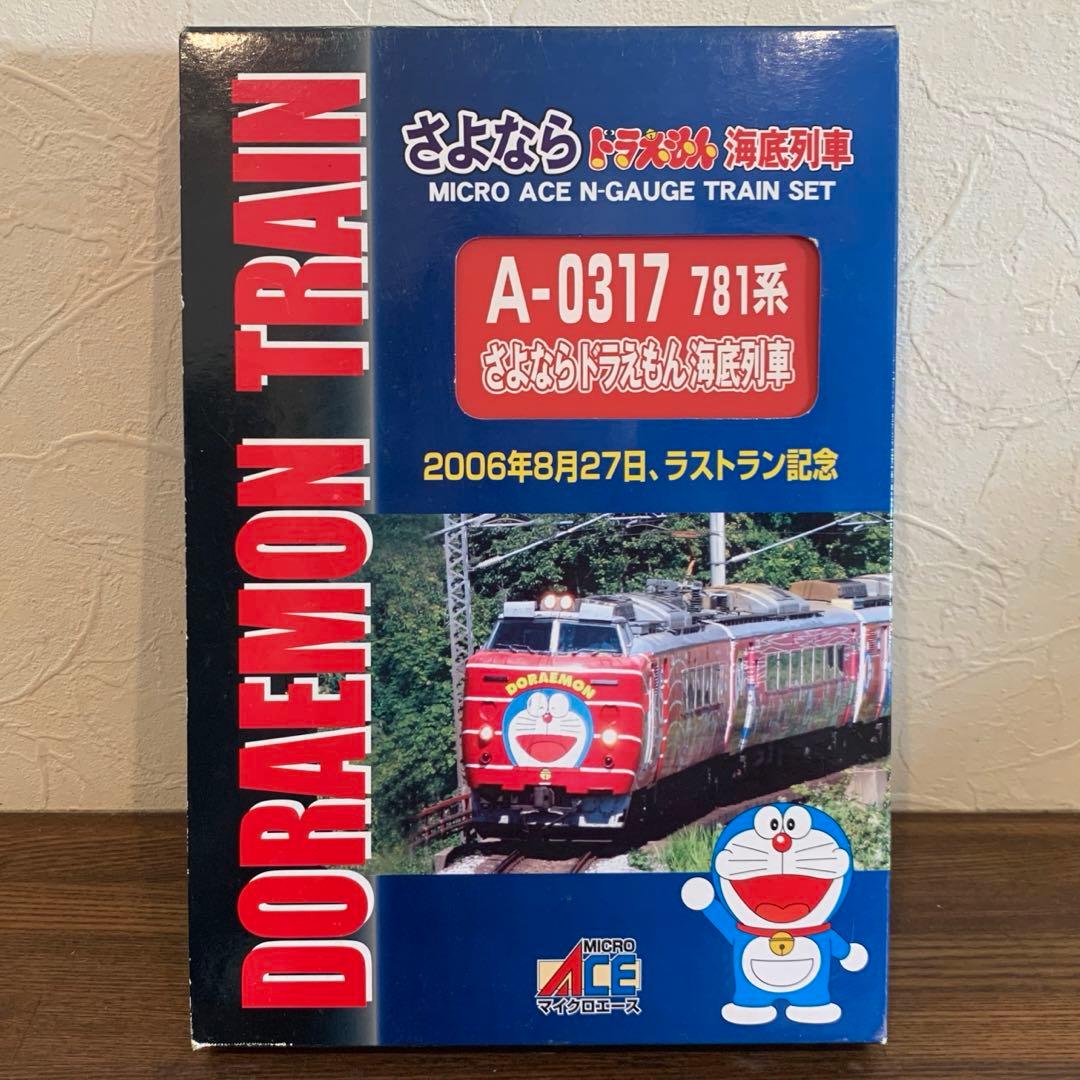 DORAEMON TRAIN
さよなら ドラえもん 海底列車
MICRO ACE N-GAUGE TRAIN SET
A-0317 781系
さよならドラえもん海底列車
2006年8月27日、ラストラン記念
DORAEMON
MICRO
ACE
マイクロエース